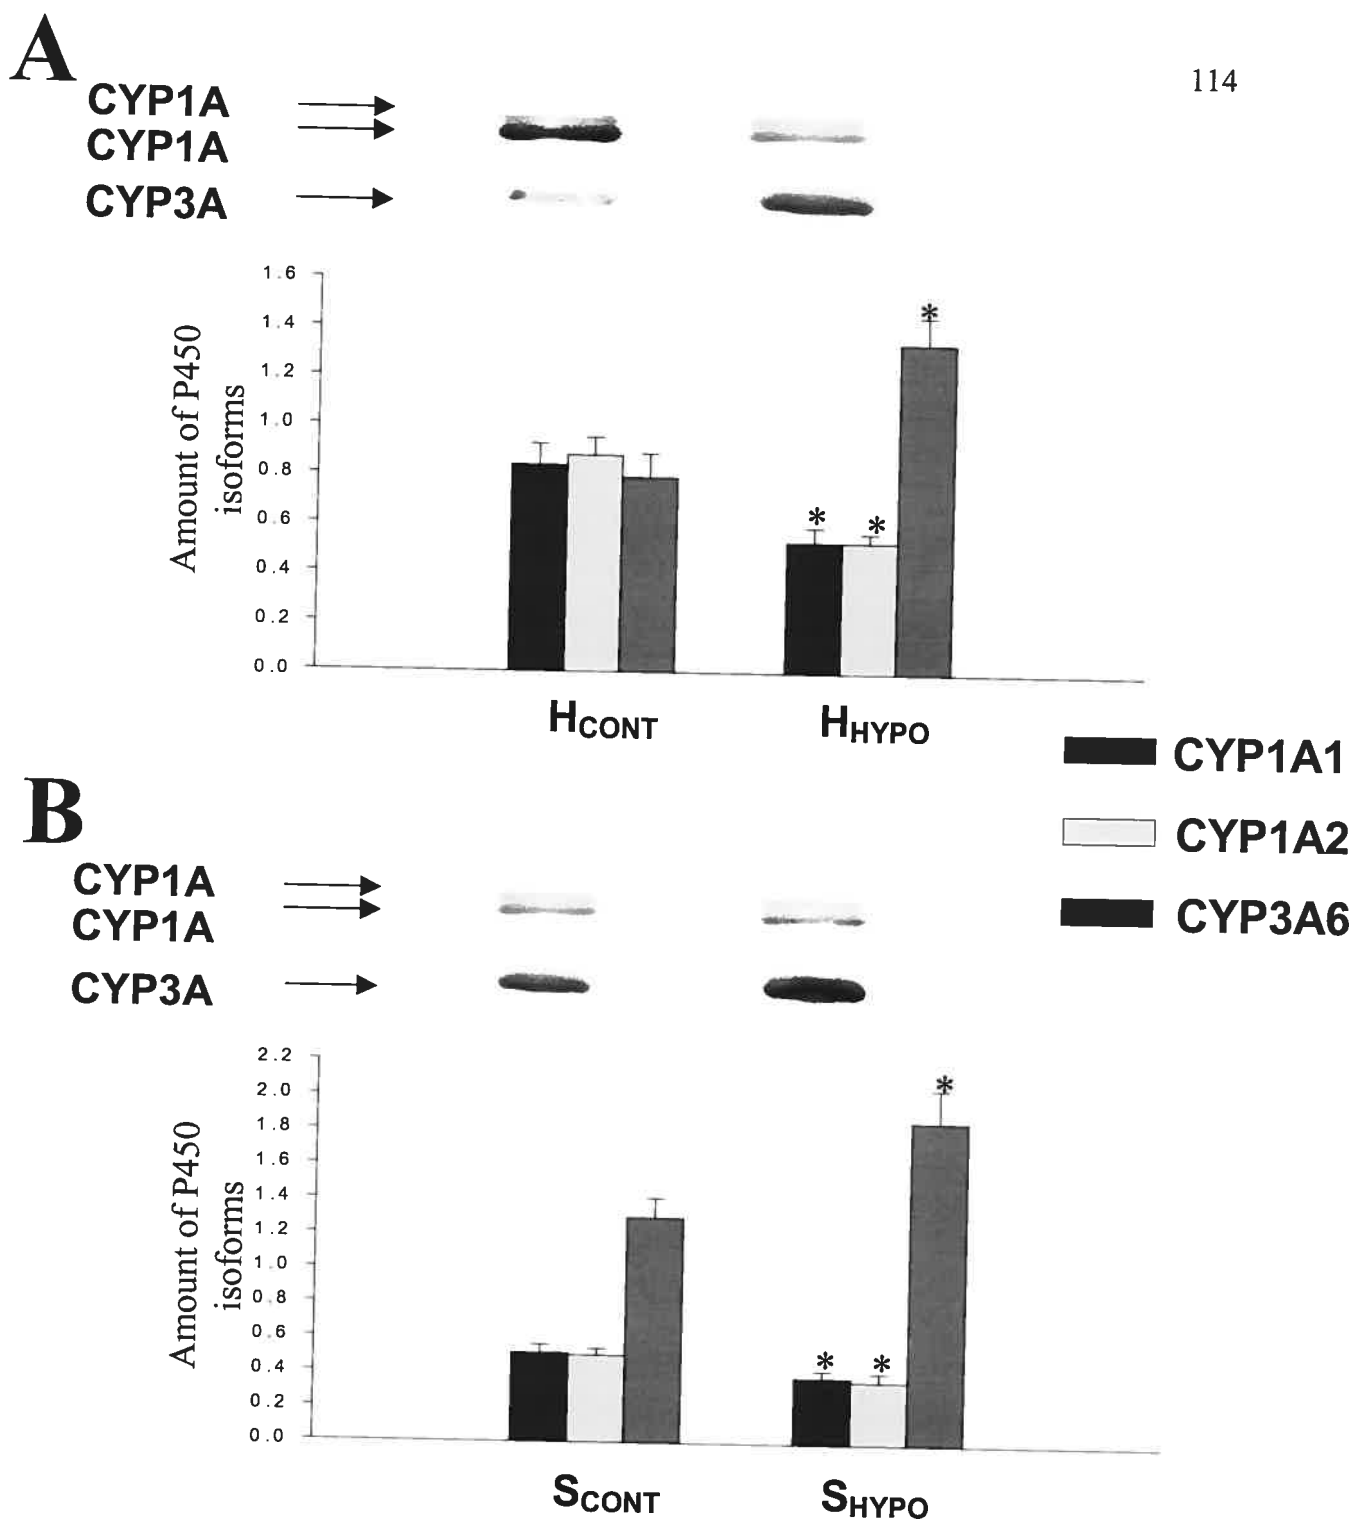 A
114
CYP1A
CYP1A
CYP3A
Amount of P450
isoforms
1.6
1.4
1.2
1.0
0.8
0.6
0.4
0.2
0.0
*
*
*
HCONT
HHYPO
CYP1A1
CYP1A2
CYP3A6
B
CYP1A
CYP1A
CYP3A
Amount of P450
isoforms
2.2
2.0
1.8
1.6
1.4
1.2
1.0
0.8
0.6
0.4
0.2
0.0
*
*
*
SCONT
SHYPO